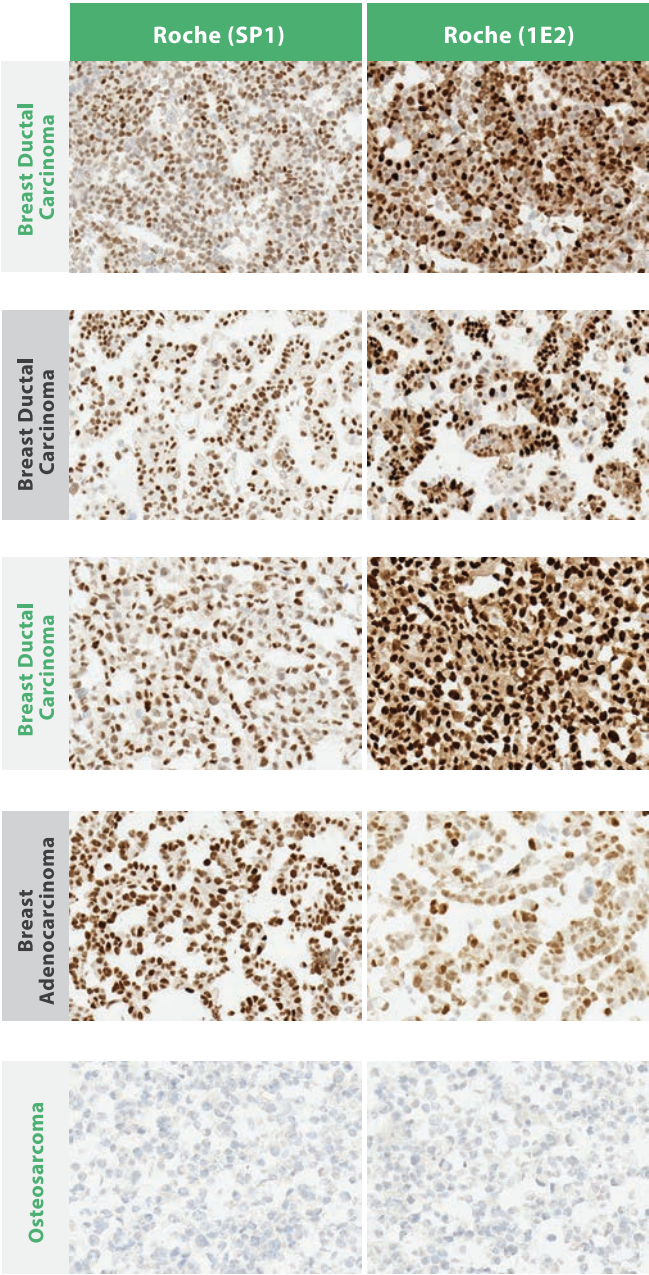 Roche (SP1)
Roche (1E2)
Breast Ductal
Carcinoma
Breast Ductal
Carcinoma
Breast Ductal
Carcinoma
Breast
Adenocarcinoma
Osteosarcoma